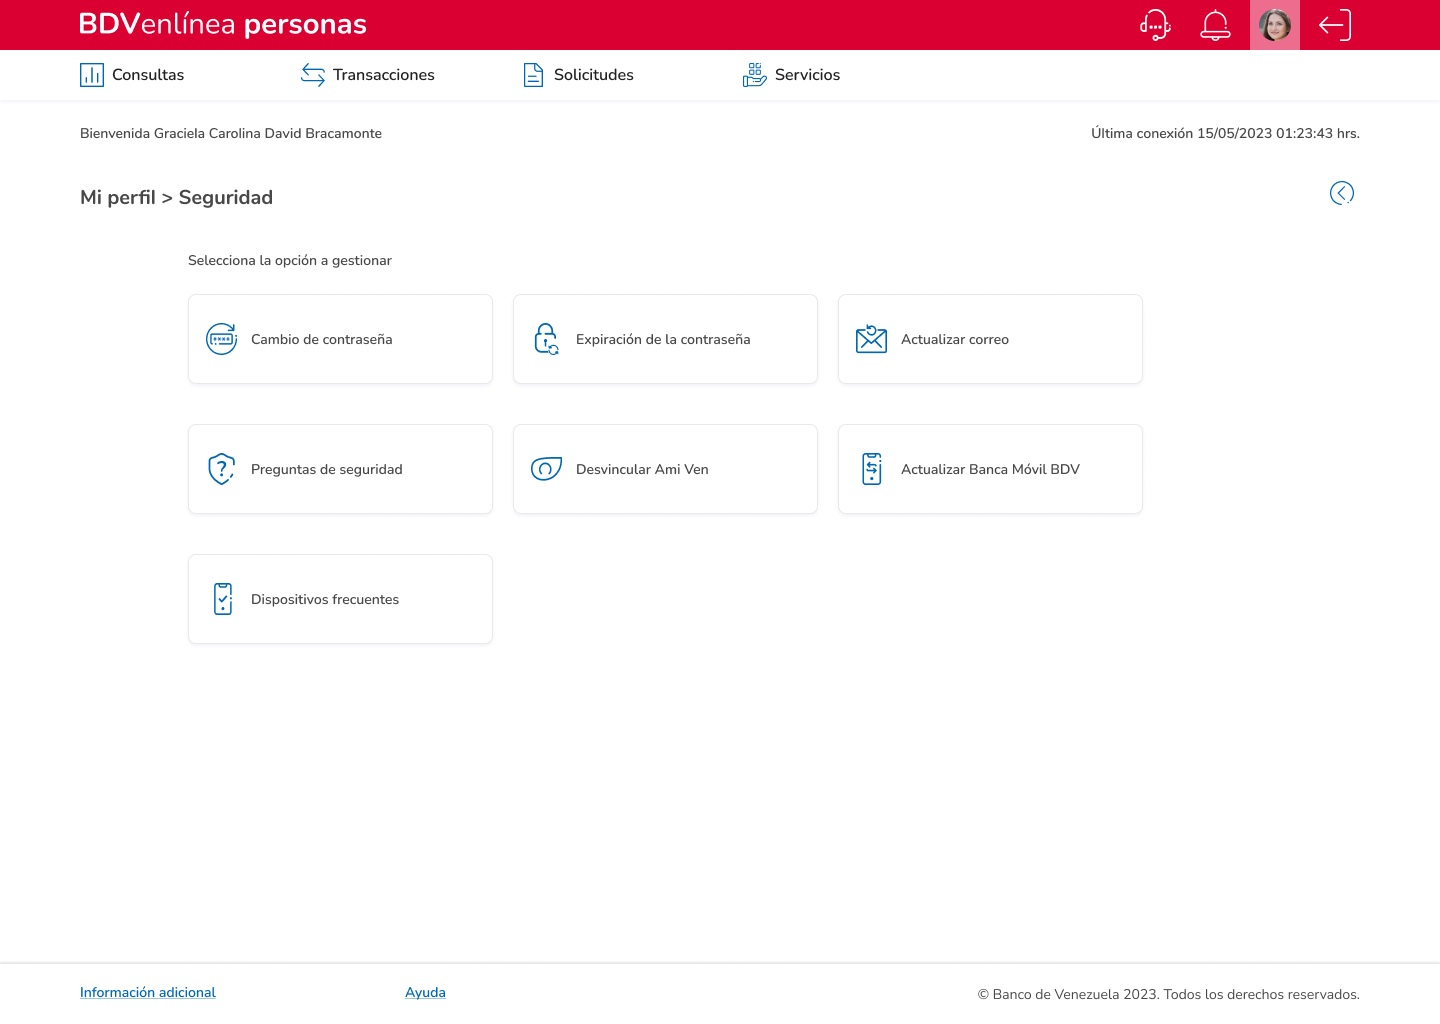 BDVenlínea personas
Consultas
Transacciones
Solicitudes
Servicios
Bienvenida Graciela Carolina David Bracamonte
Última conexión 15/05/2023 01:23:43 hrs.
Mi perfil > Seguridad
Selecciona la opción a gestionar
Cambio de contraseña
Expiración de la contraseña
Actualizar correo
Preguntas de seguridad
Desvincular Ami Ven
Actualizar Banca Móvil BDV
Dispositivos frecuentes
Información adicional
Ayuda
© Banco de Venezuela 2023. Todos los derechos reservados.